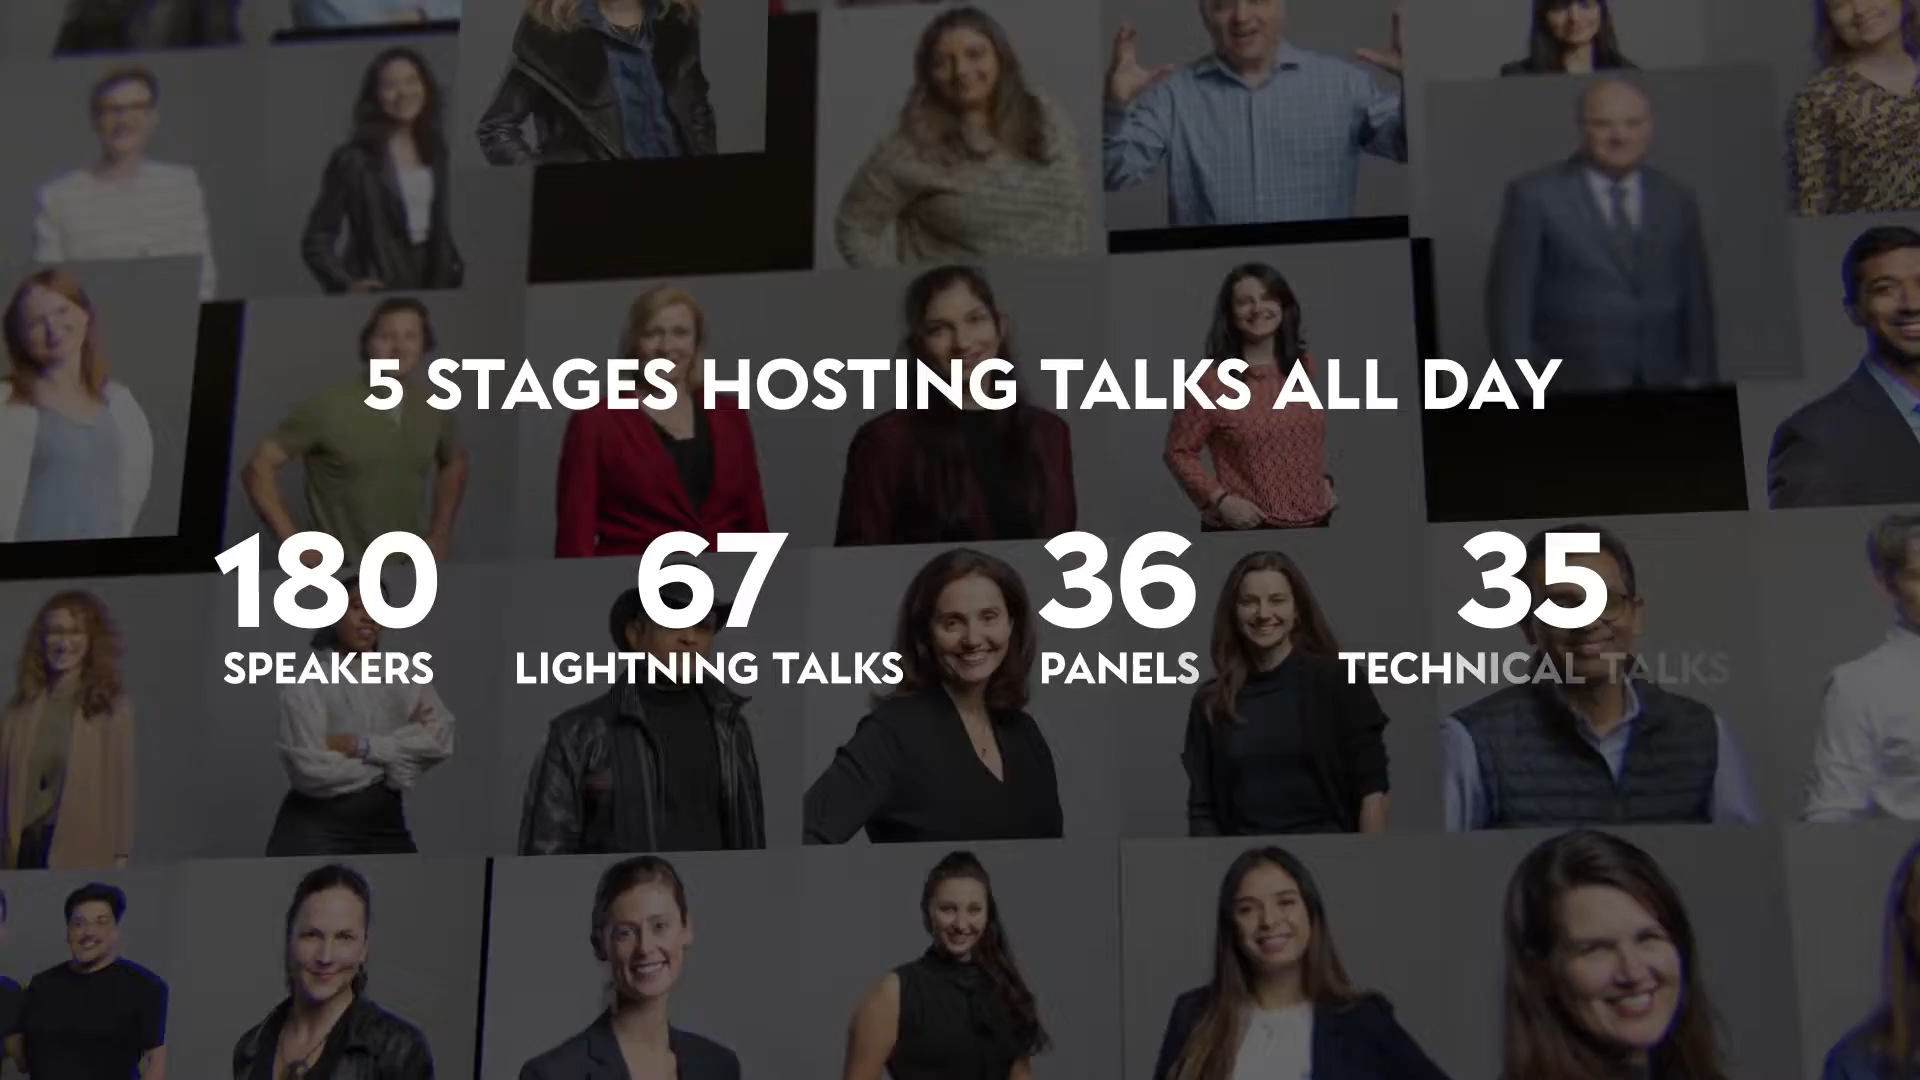 5 STAGES HOSTING TALKS ALL DAY
180 67 36 35
SPEAKERS LIGHTNING TALKS PANELS TECHNICAL TALKS